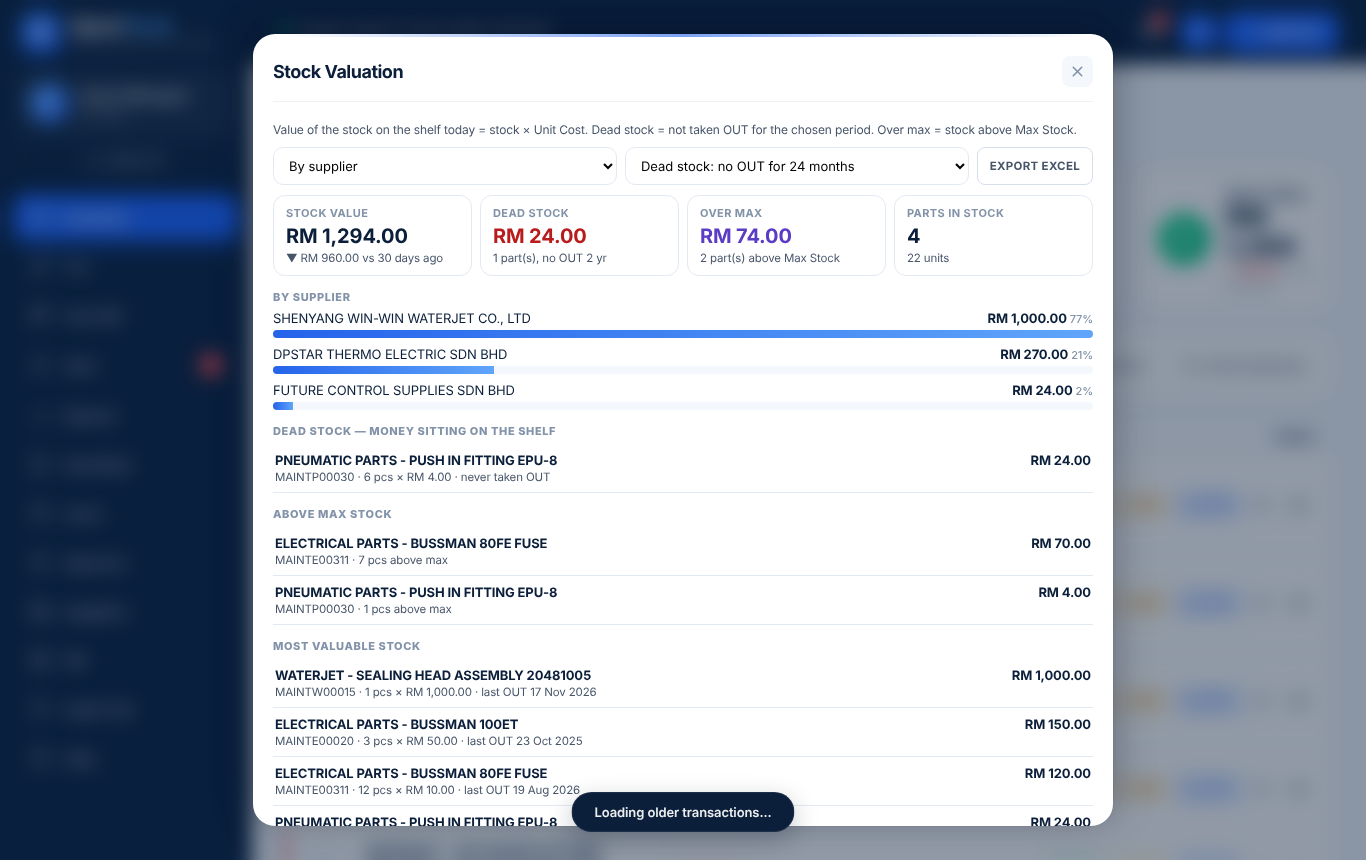 Stock Valuation
Value of the stock on the shelf today = stock × Unit Cost. Dead stock = not taken OUT for the chosen period. Over max = stock above Max Stock.
By supplier
Dead stock: no OUT for 24 months
EXPORT EXCEL
STOCK VALUE
RM 1,294.00
▼ RM 960.00 vs 30 days ago
DEAD STOCK
RM 24.00
1 part(s), no OUT 2 yr
OVER MAX
RM 74.00
2 part(s) above Max Stock
PARTS IN STOCK
4
22 units
BY SUPPLIER
SHENYANG WIN-WIN WATERJET CO., LTD RM 1,000.00 77%
DPSTAR THERMO ELECTRIC SDN BHD RM 270.00 21%
FUTURE CONTROL SUPPLIES SDN BHD RM 24.00 2%
DEAD STOCK — MONEY SITTING ON THE SHELF
PNEUMATIC PARTS - PUSH IN FITTING EPU-8 RM 24.00
MAINTP00030 · 6 pcs × RM 4.00 · never taken OUT
ABOVE MAX STOCK
ELECTRICAL PARTS - BUSSMAN 80FE FUSE RM 70.00
MAINTE00311 · 7 pcs above max
PNEUMATIC PARTS - PUSH IN FITTING EPU-8 RM 4.00
MAINTP00030 · 1 pcs above max
MOST VALUABLE STOCK
WATERJET - SEALING HEAD ASSEMBLY 20481005 RM 1,000.00
MAINTW00015 · 1 pcs × RM 1,000.00 · last OUT 17 Nov 2026
ELECTRICAL PARTS - BUSSMAN 100ET RM 150.00
MAINTE00020 · 3 pcs × RM 50.00 · last OUT 23 Oct 2025
ELECTRICAL PARTS - BUSSMAN 80FE FUSE RM 120.00
MAINTE00311 · 12 pcs × RM 10.00 · last OUT 19 Aug 2026
PNEUMATIC PARTS - PUSH IN FITTING EPU-8 RM 24.00
Loading older transactions...